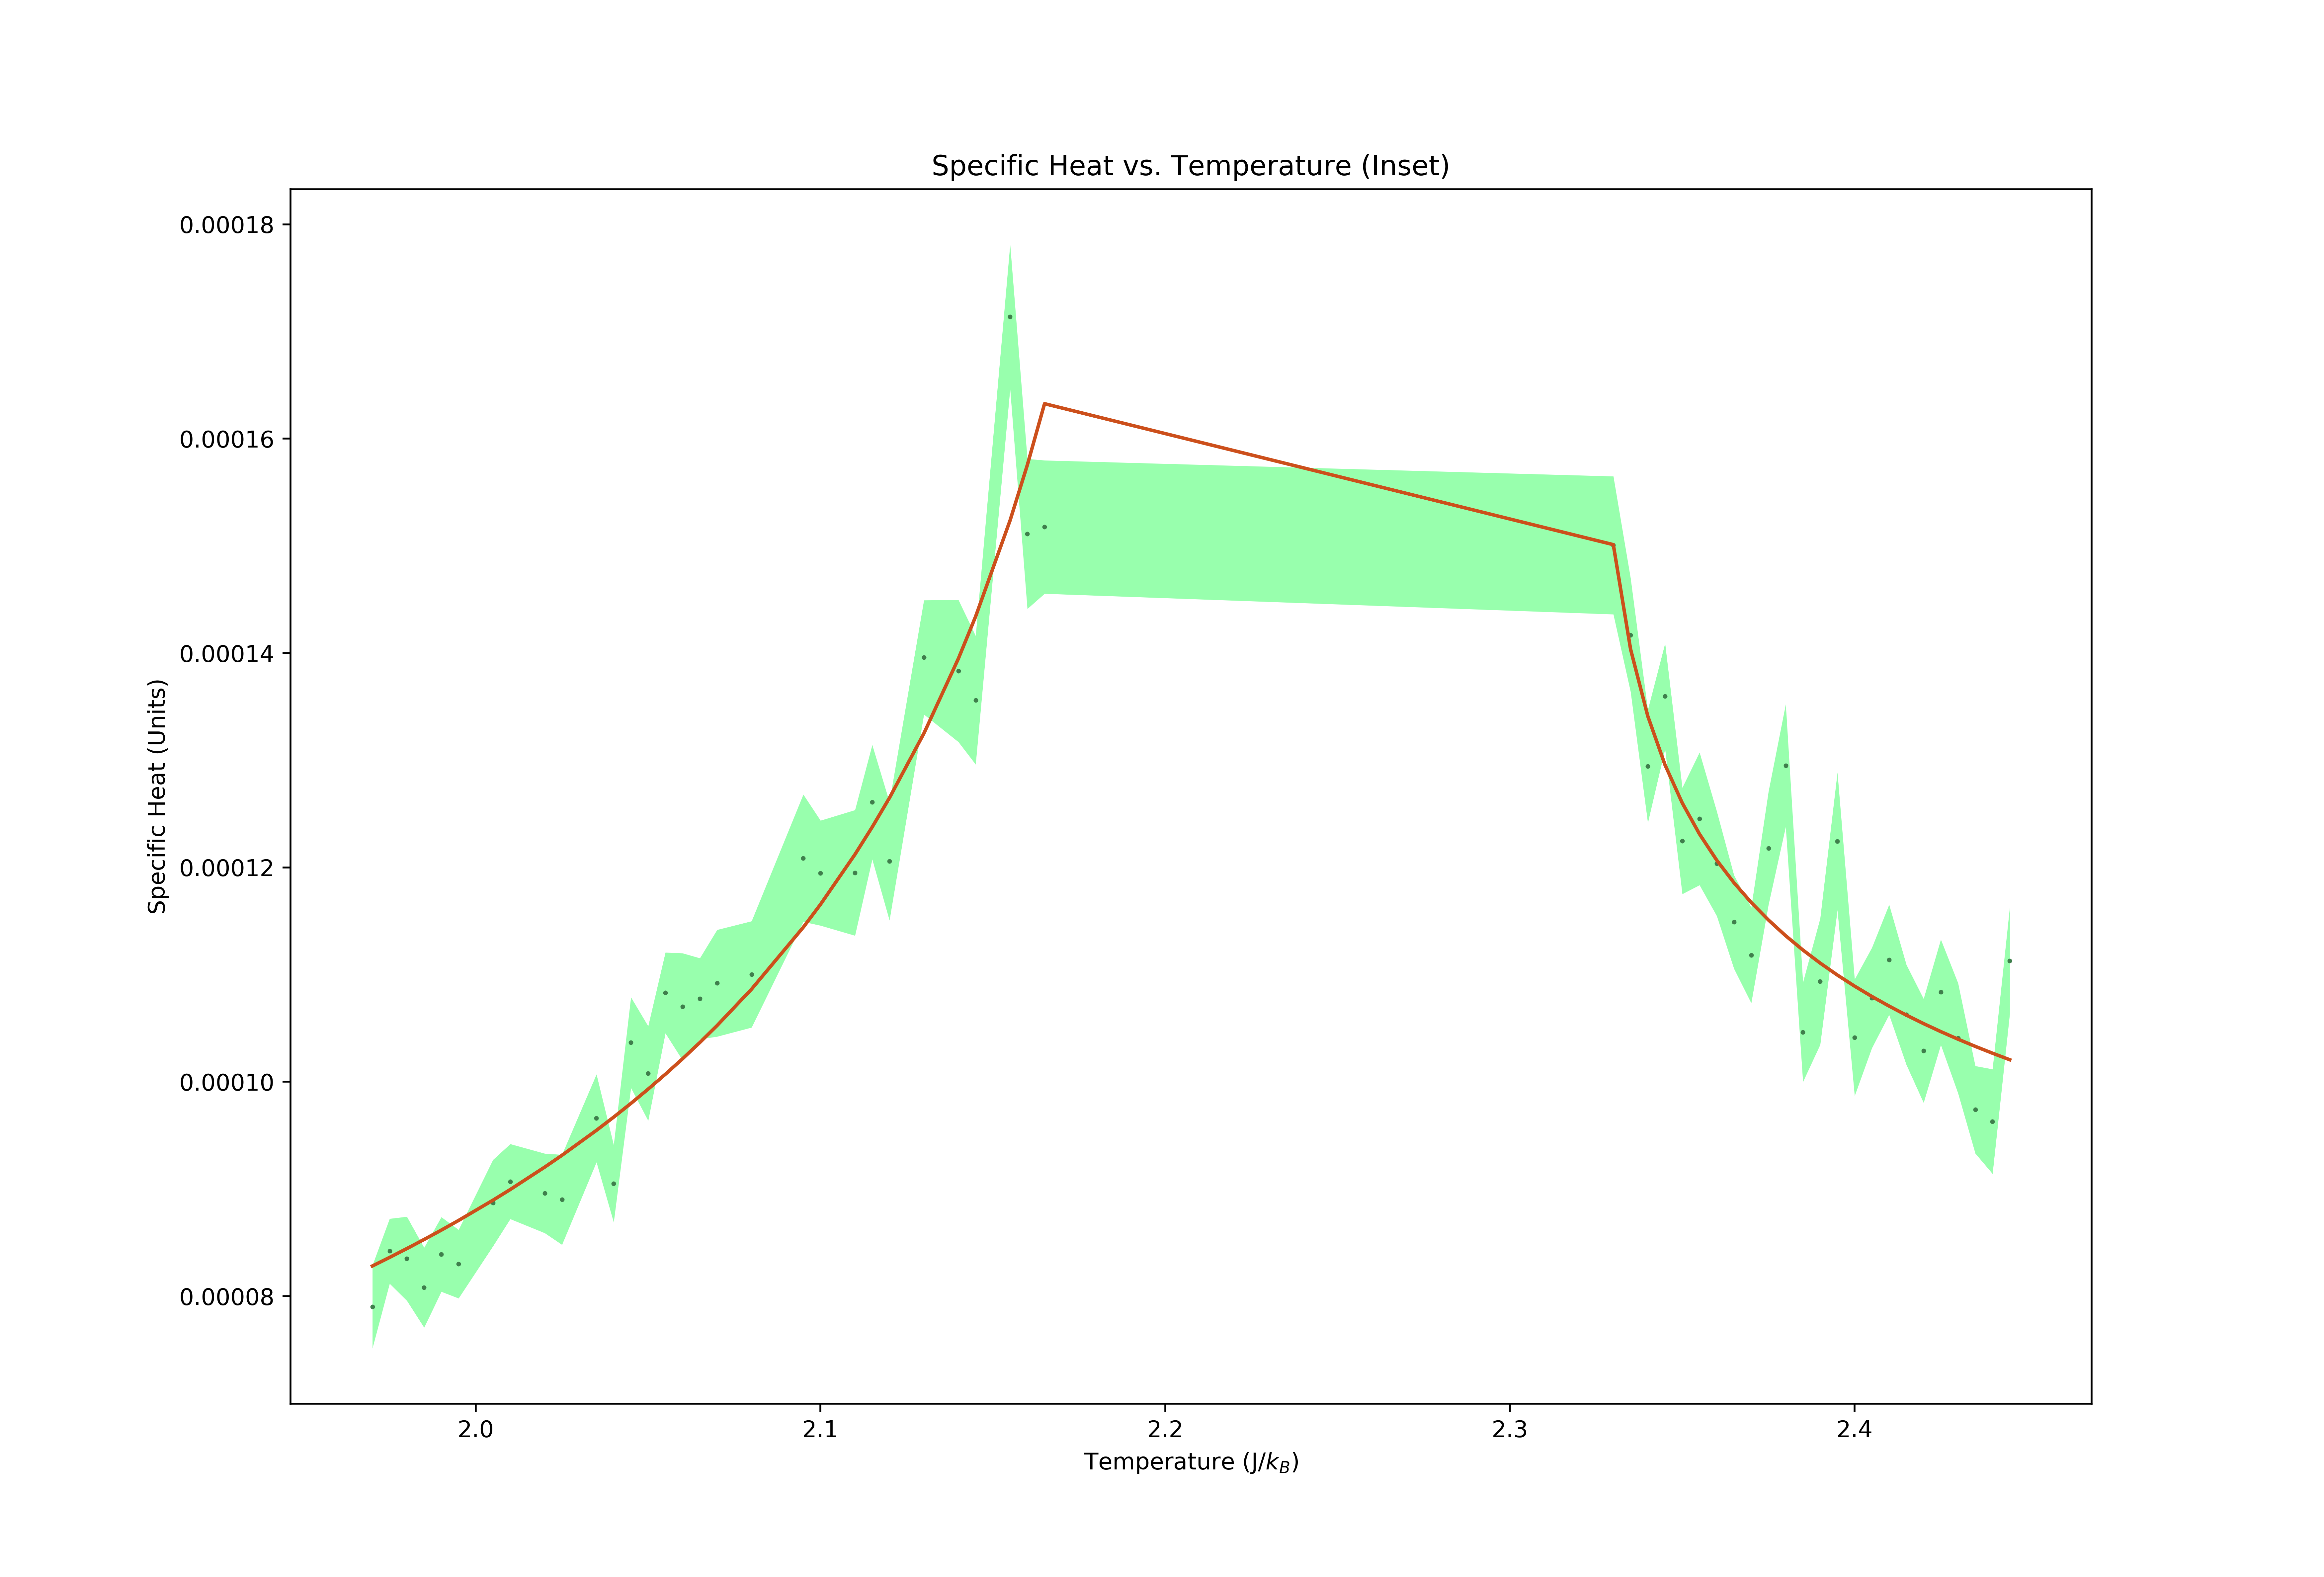 Specific Heat vs. Temperature (Inset)
0.00018
0.00016
0.00014
0.00012
0.00010
0.00008
Specific Heat (Units)
2.0 2.1 2.2 2.3 2.4
Temperature (J/k_B)